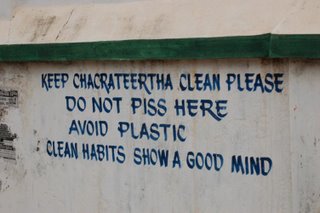 KEEP CHACRATEERTHA CLEAN PLEASE
DO NOT PISS HERE
AVOID PLASTIC
CLEAN HABITS SHOW A GOOD MIND